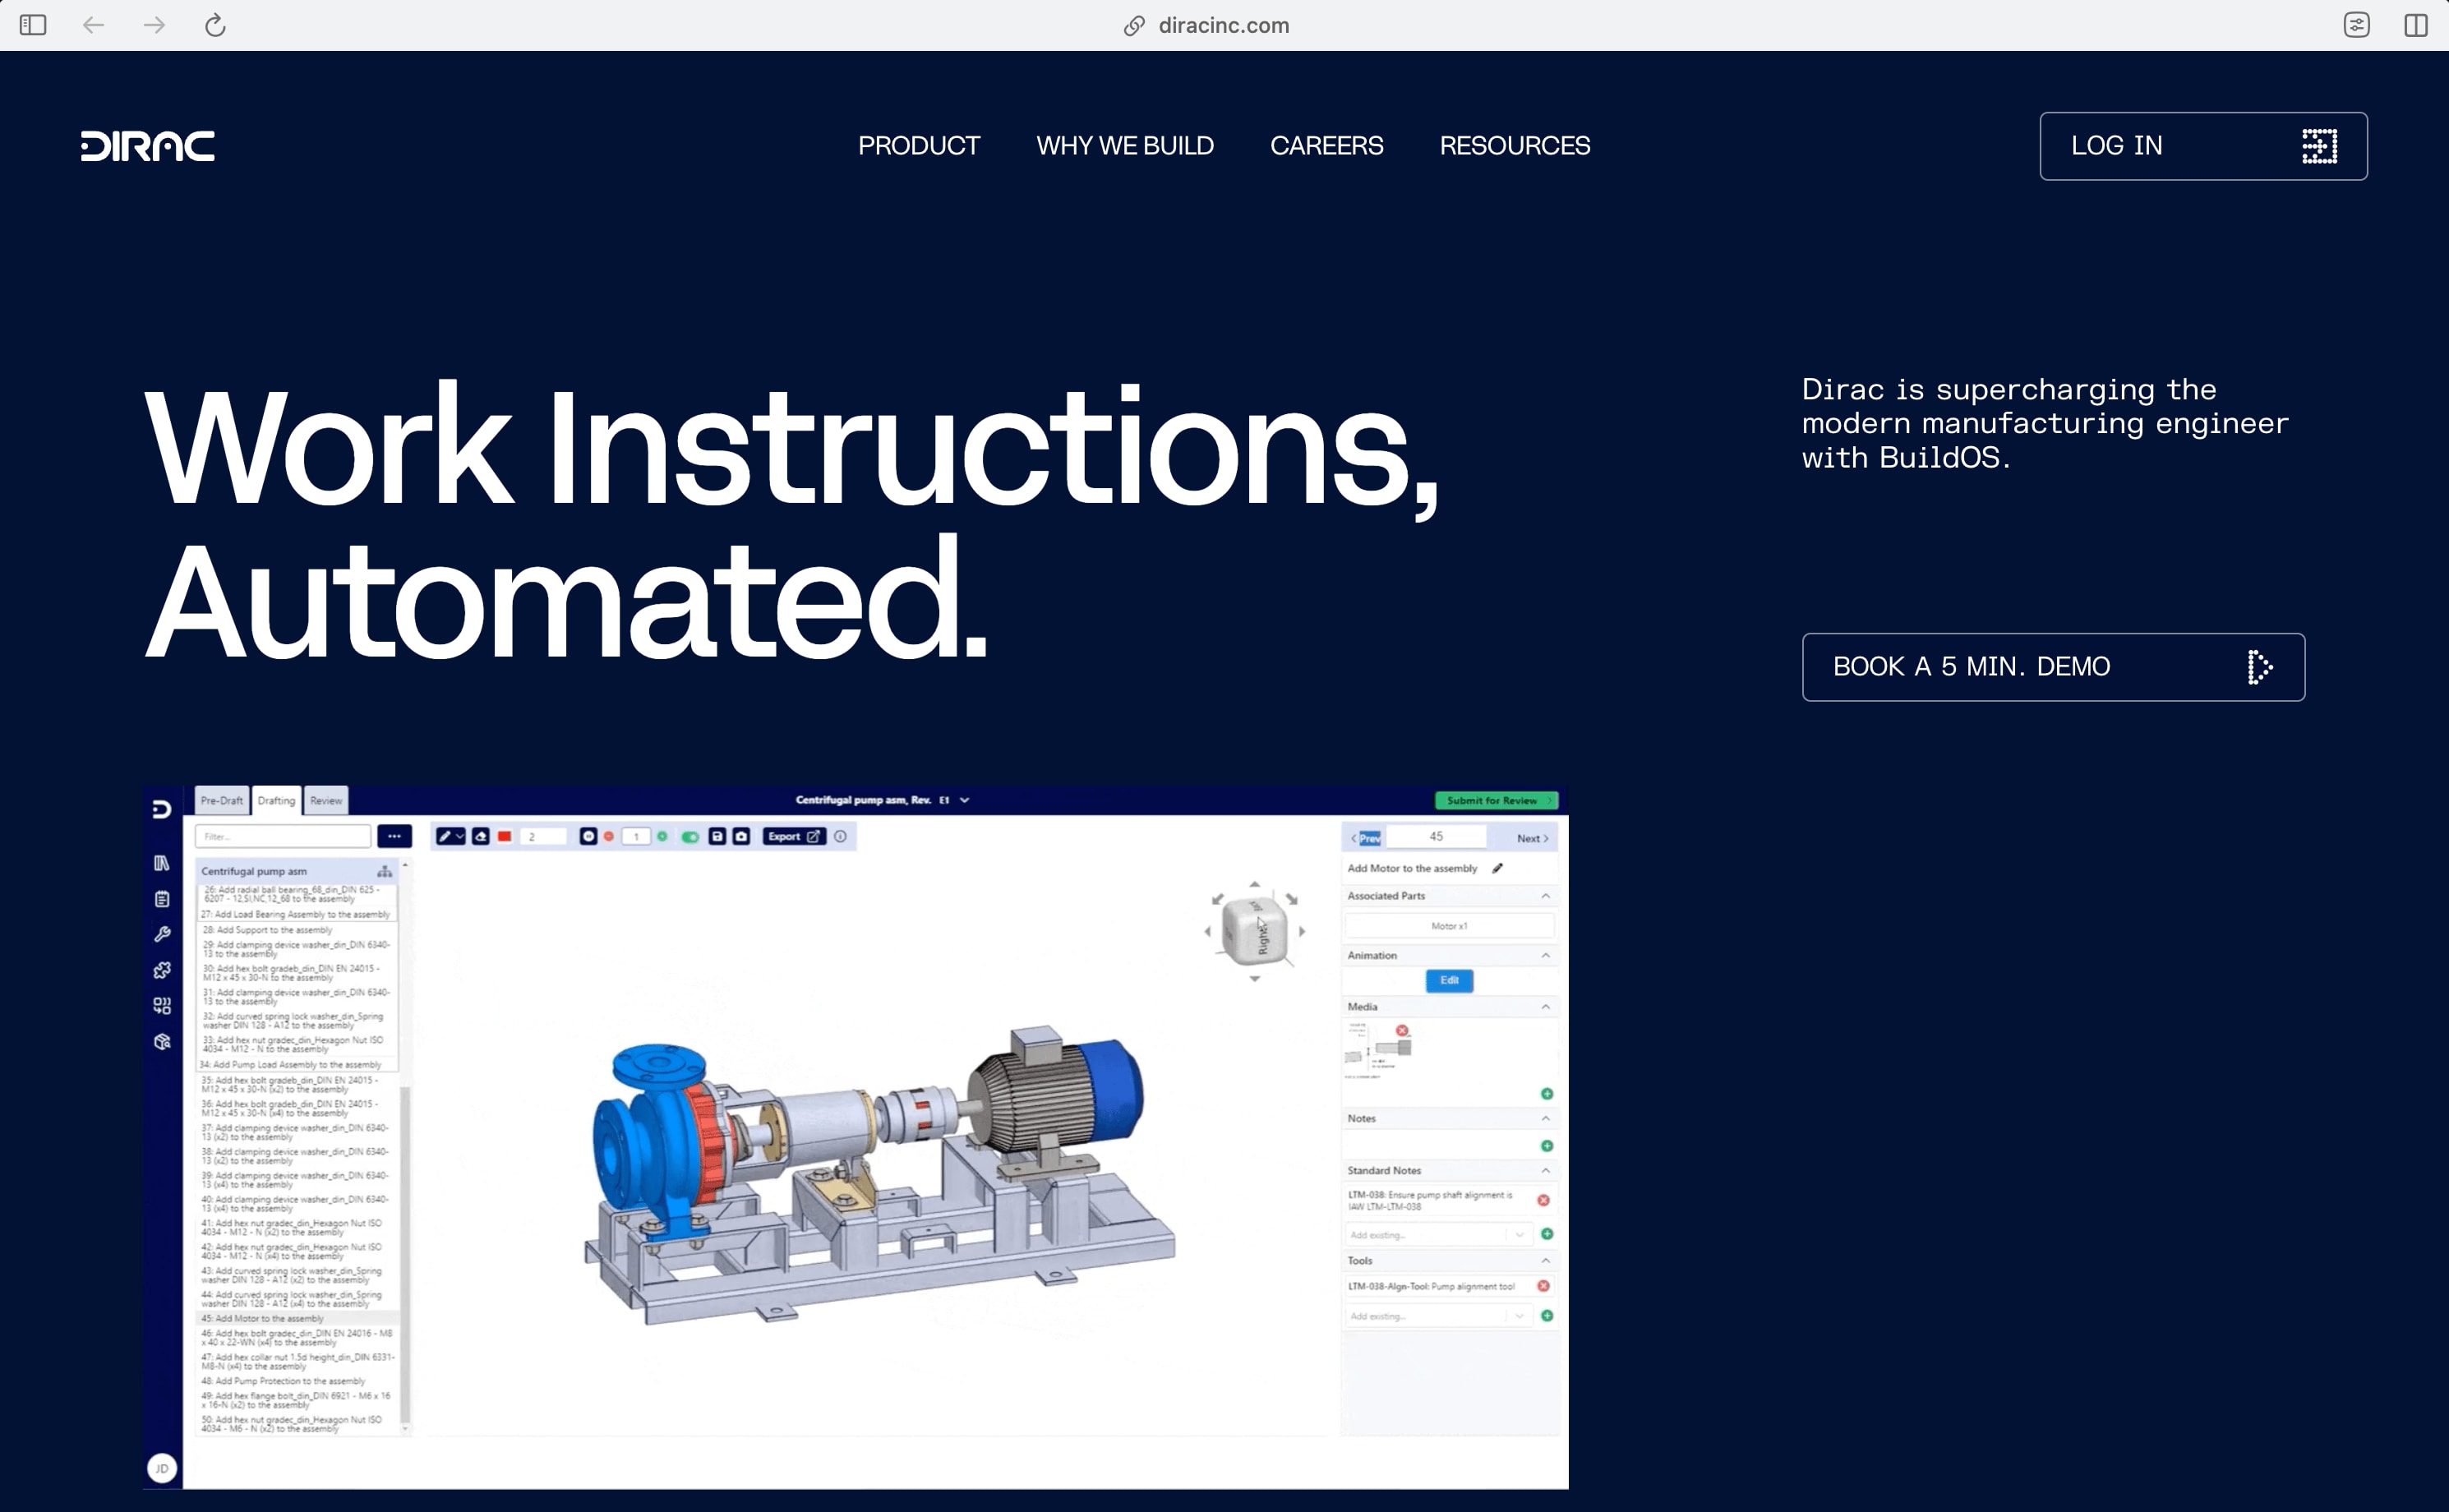 diracinc.com
DIRAC
PRODUCT
WHY WE BUILD
CAREERS
RESOURCES
LOG IN
Work Instructions,
Automated.
Dirac is supercharging the
modern manufacturing engineer
with BuildOS.
BOOK A 5 MIN. DEMO
Pre-Draft
Drafting
Review
Centrifugal pump asm, Rev. E1
Submit for Review
Filter...
2
1
Export
Centrifugal pump asm
26: Add radial ball bearing_68_din_DIN 625 -
6207 - 12,SI,NC,12_68 to the assembly
27: Add Load Bearing Assembly to the assembly
28: Add Support to the assembly
29: Add clamping device washer_din_DIN 6340-
13 to the assembly
30: Add hex bolt gradeb_din_DIN EN 24015 -
M12 x 45 x 30-N to the assembly
31: Add clamping device washer_din_DIN 6340-
13 to the assembly
32: Add curved spring lock washer_din_Spring
washer DIN 128 - A12 to the assembly
33: Add hex nut gradec_din_Hexagon Nut ISO
4034 - M12 - N to the assembly
34: Add Pump Load Assembly to the assembly
35: Add hex bolt gradeb_din_DIN EN 24015 -
M12 x 45 x 30-N (x2) to the assembly
36: Add hex bolt gradeb_din_DIN EN 24015 -
M12 x 45 x 30-N (x4) to the assembly
37: Add clamping device washer_din_DIN 6340-
13 (x2) to the assembly
38: Add clamping device washer_din_DIN 6340-
13 (x2) to the assembly
39: Add clamping device washer_din_DIN 6340-
13 (x4) to the assembly
40: Add clamping device washer_din_DIN 6340-
13 (x4) to the assembly
41: Add hex nut gradec_din_Hexagon Nut ISO
4034 - M12 - N (x2) to the assembly
42: Add hex nut gradec_din_Hexagon Nut ISO
4034 - M12 - N (x4) to the assembly
43: Add curved spring lock washer_din_Spring
washer DIN 128 - A12 (x2) to the assembly
44: Add curved spring lock washer_din_Spring
washer DIN 128 - A12 (x4) to the assembly
45: Add Motor to the assembly
46: Add hex bolt gradec_din_DIN EN 24016 - M8
x 40 x 22-WN (x4) to the assembly
47: Add hex collar nut 1.5d height_din_DIN 6331-
M8-N (x4) to the assembly
48: Add Pump Protection to the assembly
49: Add hex flange bolt_din_DIN 6921 - M6 x 16
x 16-N (x2) to the assembly
50: Add hex nut gradec_din_Hexagon Nut ISO
4034 - M6 - N (x2) to the assembly
JD
Right
Prev
45
Next
Add Motor to the assembly
Associated Parts
Motor x1
Animation
Edit
Media
Notes
Standard Notes
LTM-038: Ensure pump shaft alignment is
IAW LTM-LTM-038
Add existing...
Tools
LTM-038-Align-Tool: Pump alignment tool
Add existing...